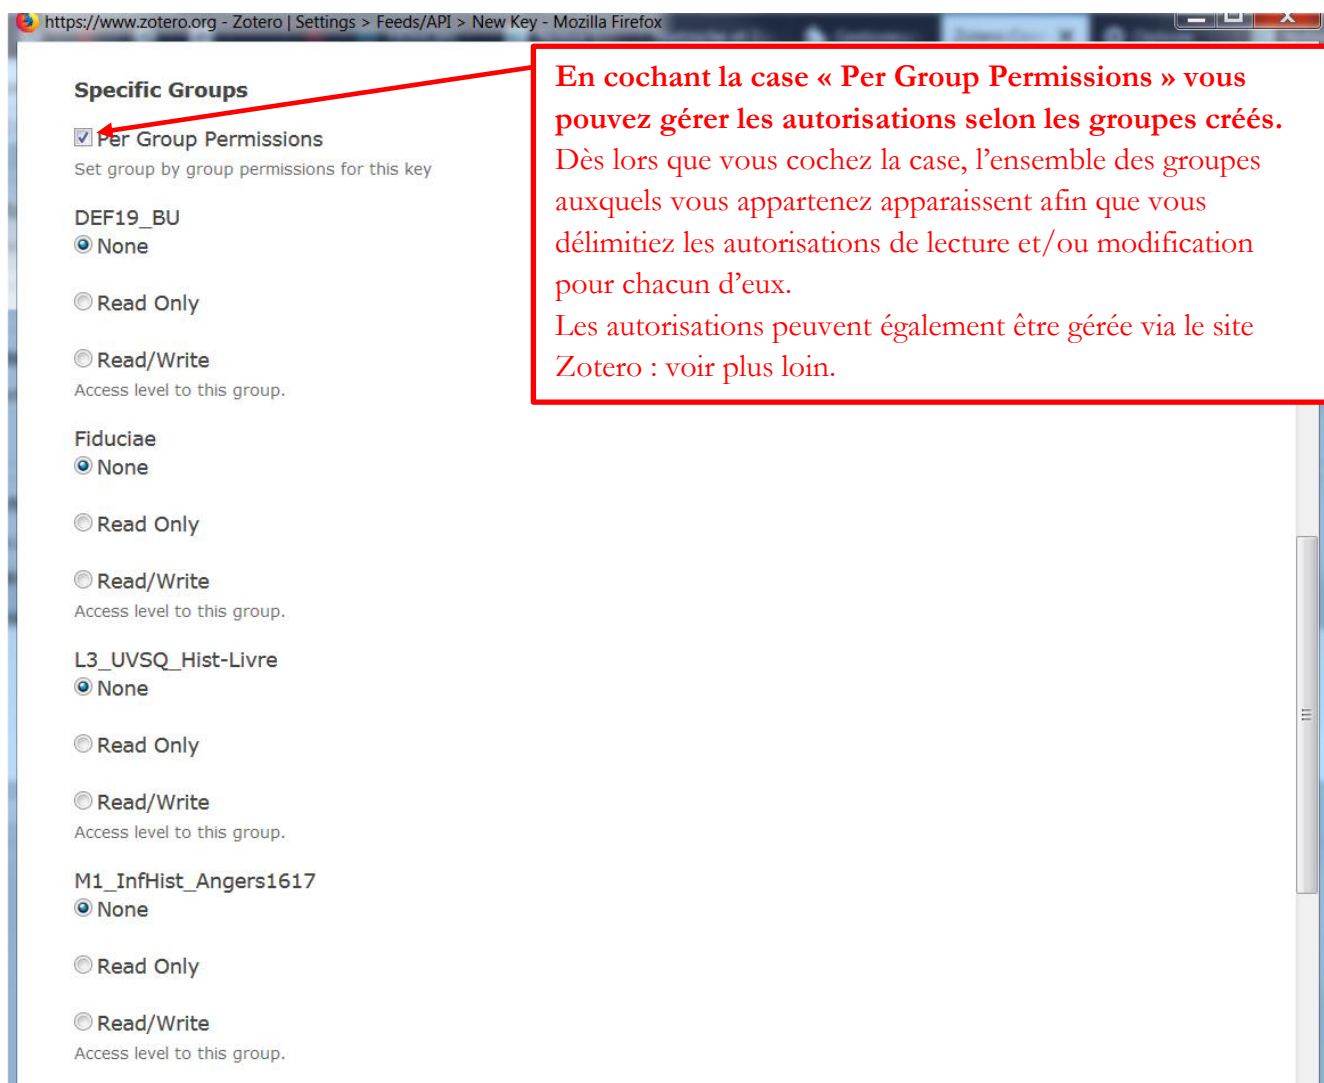 https://www.zotero.org - Zotero | Settings > Feeds/API > New Key - Mozilla Firefox
Specific Groups
Per Group Permissions
Set group by group permissions for this key
DEF19_BU
None
Read Only
Read/Write
Access level to this group.
Fiduciae
None
Read Only
Read/Write
Access level to this group.
L3_UVSQ_Hist-Livre
None
Read Only
Read/Write
Access level to this group.
M1_InfHist_Angers1617
None
Read Only
Read/Write
Access level to this group.
En cochant la case « Per Group Permissions » vous
pouvez gérer les autorisations selon les groupes créés.
Dès lors que vous cochez la case, l’ensemble des groupes
auxquels vous appartenez apparaissent afin que vous
délimitiez les autorisations de lecture et/ou modification
pour chacun d’eux.
Les autorisations peuvent également être gérée via le site
Zotero : voir plus loin.